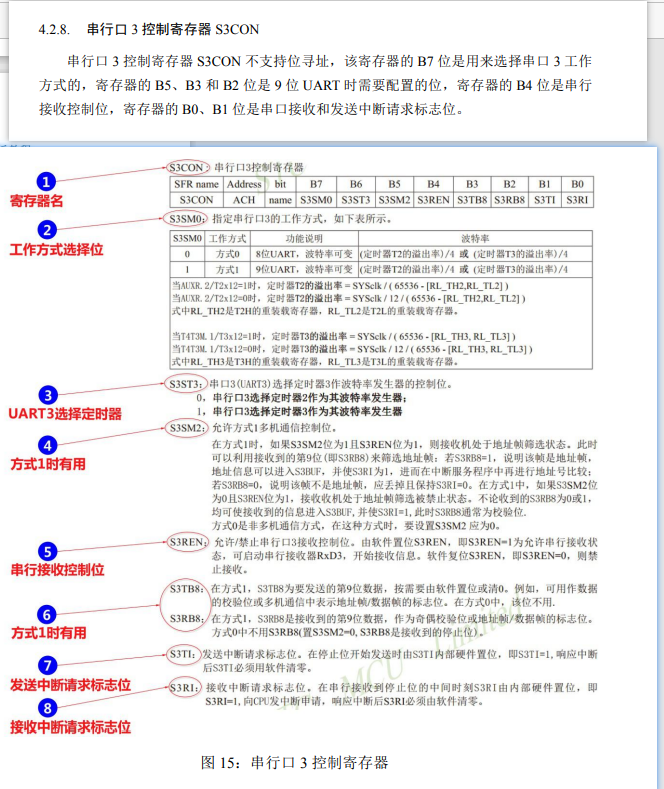 4.2.8. 串行口 3 控制寄存器 S3CON
串行口 3 控制寄存器 S3CON 不支持位寻址，该寄存器的 B7 位是用来选择串口 3 工作
方式的，寄存器的 B5、B3 和 B2 位是 9 位 UART 时需要配置的位，寄存器的 B4 位是串行
接收控制位，寄存器的 B0、B1 位是串口接收和发送中断请求标志位。
S3CON：串行口3控制寄存器
1
寄存器名
SFR name Address bit B7 B6 B5 B4 B3 B2 B1 B0
S3CON ACH name S3SM0 S3ST3 S3SM2 S3REN S3TB8 S3RB8 S3TI S3RI
2
工作方式选择位
S3SM0：指定串行口3的工作方式，如下表所示。
S3SM0 工作方式 功能说明 波特率
0 方式0 8位UART，波特率可变 (定时器T2的溢出率)/4 或 (定时器T3的溢出率)/4
1 方式1 9位UART，波特率可变 (定时器T2的溢出率)/4 或 (定时器T3的溢出率)/4
当AUXR.2/T2x12=1时，定时器T2的溢出率 = SYSclk / ( 65536 - [RL_TH2,RL_TL2] )
当AUXR.2/T2x12=0时，定时器T2的溢出率 = SYSclk / 12 / ( 65536 - [RL_TH2,RL_TL2] )
式中RL_TH2是T2H的重装载寄存器，RL_TL2是T2L的重装载寄存器。
当T4T3M.1/T3x12=1时，定时器T3的溢出率 = SYSclk / ( 65536 - [RL_TH3, RL_TL3] )
当T4T3M.1/T3x12=0时，定时器T3的溢出率 = SYSclk / 12 / ( 65536 - [RL_TH3, RL_TL3] )
式中RL_TH3是T3H的重装载寄存器，RL_TL3是T3L的重装载寄存器。
3
UART3选择定时器
S3ST3：串口3(UART3)选择定时器3作波特率发生器的控制位。
0，串行口3选择定时器2作为其波特率发生器；
1，串行口3选择定时器3作为其波特率发生器
4
方式1时有用
S3SM2：允许方式1多机通信控制位。
在方式1时，如果S3SM2位为1且S3REN位为1，则接收机处于地址帧筛选状态。此时
可以利用接收到的第9位(即S3RB8)来筛选地址帧：若S3RB8=1，说明该帧是地址帧，
地址信息可以进入S3BUF，并使S3RI为1，进而在中断服务程序中再进行地址号比较；
若S3RB8=0，说明该帧不是地址帧，应丢掉且保持S3RI=0。在方式1中，如果S3SM2位
为0且S3REN位为1，接收收机处于地址帧筛选被禁止状态。不论收到的S3RB8为0或1，
均可使接收到的信息进入S3BUF,并使S3RI=1,此时S3RB8通常为校验位.
方式0是非多机通信方式，在这种方式时，要设置S3SM2 应为0。
5
串行接收控制位
S3REN：允许/禁止串行口3接收控制位。由软件置位S3REN，即S3REN=1为允许串行接收状
态，可启动串行接收器RxD3，开始接收信息。软件复位S3REN，即S3REN=0，则禁
止接收。
6
方式1时有用
S3TB8：在方式1，S3TB8为要发送的第9位数据，按需要由软件置位或清0。例如，可用作数据
的校验位或多机通信中表示地址帧/数据帧的标志位。在方式0中，该位不用.
S3RB8：在方式1，S3RB8是接收到的第9位数据，作为奇偶校验位或地址帧/数据帧的标志位。
方式0中不用S3RB8(置S3SM2=0, S3RB8是接收到的停止位)。
7
发送中断请求标志位
S3TI：发送中断请求标志位。在停止位开始发送时由S3TI内部硬件置位，即S3TI=1,响应中断
后S3TI必须用软件清零。
8
接收中断请求标志位
S3RI：接收中断请求标志位。在串行接收到停止位的中间时刻S3RI由内部硬件置位，即
S3RI=1,向CPU发中断申请，响应中断后S3RI必须由软件清零。
MCU Limited
图 15：串行口 3 控制寄存器